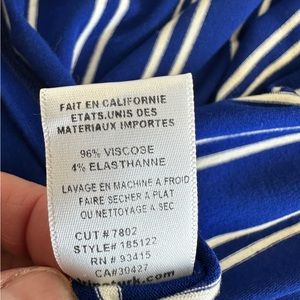 FAIT EN CALIFORNIE
ETATS.UNIS DES
MATERIAUX IMPORTES
96% VISCOSE
4% ELASTHANNE
LAVAGE EN MACHINE A FROID
FAIRE SECHER A PLAT
OU NETTOYAGE A SEC
CUT # 7802
STYLE# 185122
RN # 93415
CA#30427